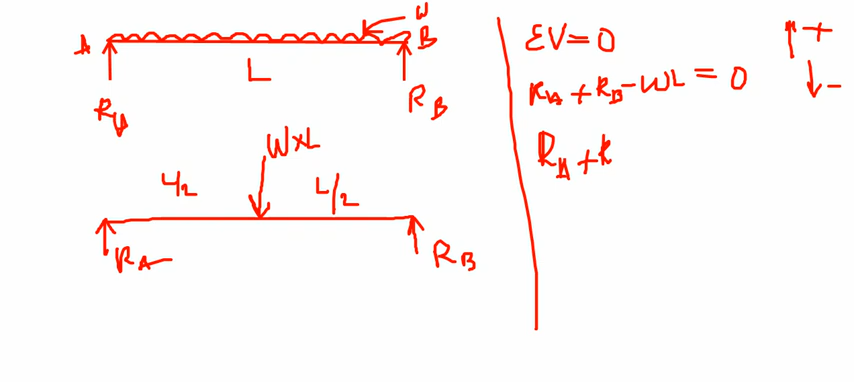 w
A B
L
RA RB
W×L
L/2 L/2
RA RB
ΣV=0
RA+RB-WL=0
RA+R
+
-